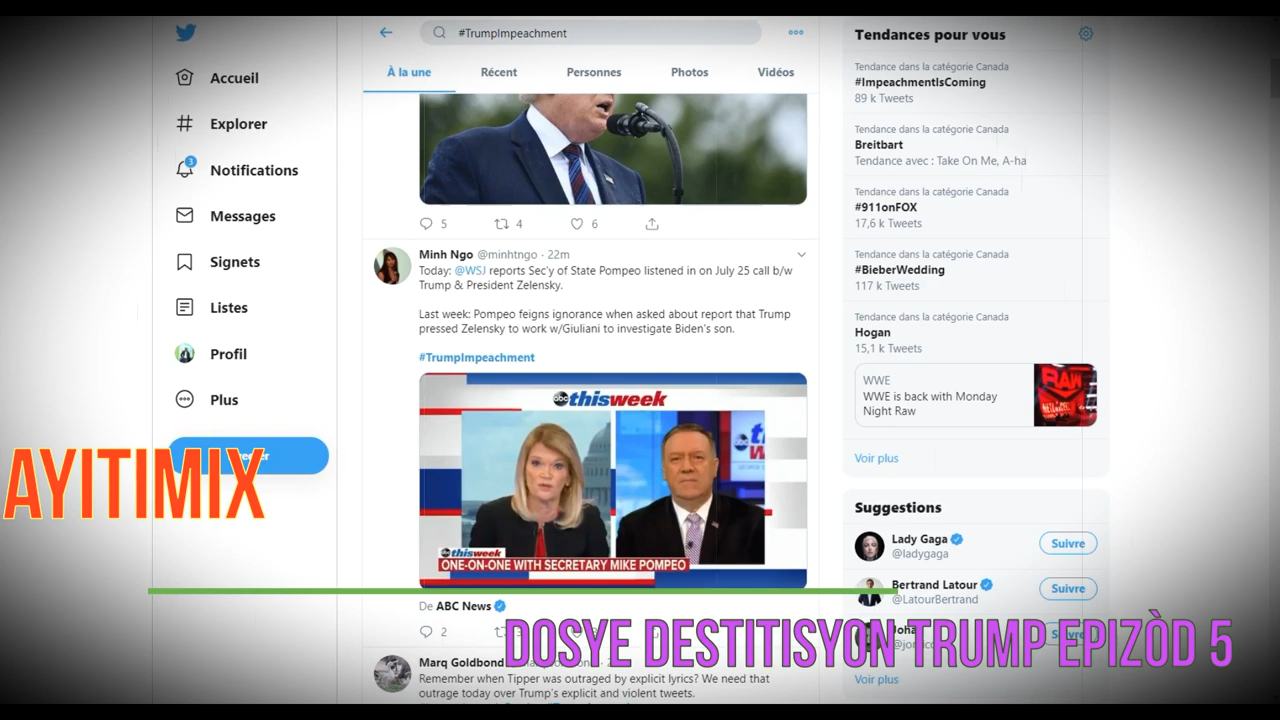 #TrumpImpeachment
Accueil
Explorer
3
Notifications
Messages
Signets
Listes
Profil
Plus
AYITIMIX
À la une
Récent
Personnes
Photos
Vidéos
5
4
6
Minh Ngo @minhtngo · 22m
Today: @WSJ reports Sec'y of State Pompeo listened in on July 25 call b/w
Trump & President Zelensky.
Last week: Pompeo feigns ignorance when asked about report that Trump
pressed Zelensky to work w/Giuliani to investigate Biden's son.
#TrumpImpeachment
abc thisweek
abc thisweek
ONE-ON-ONE WITH SECRETARY MIKE POMPEO
De ABC News
2
Marq Goldbond
Remember when Tipper was outraged by explicit lyrics? We need that
outrage today over Trump's explicit and violent tweets.
Tendances pour vous
Tendance dans la catégorie Canada
#ImpeachmentIsComing
89 k Tweets
Tendance dans la catégorie Canada
Breitbart
Tendance avec : Take On Me, A-ha
Tendance dans la catégorie Canada
#911onFOX
17,6 k Tweets
Tendance dans la catégorie Canada
#BieberWedding
117 k Tweets
Tendance dans la catégorie Canada
Hogan
15,1 k Tweets
WWE
WWE is back with Monday
Night Raw
RAW
Voir plus
Suggestions
Lady Gaga
@ladygaga
Suivre
Bertrand Latour
@LatourBertrand
Suivre
Suivre
Voir plus
DOSYE DESTITISYON TRUMP EPIZÒD 5